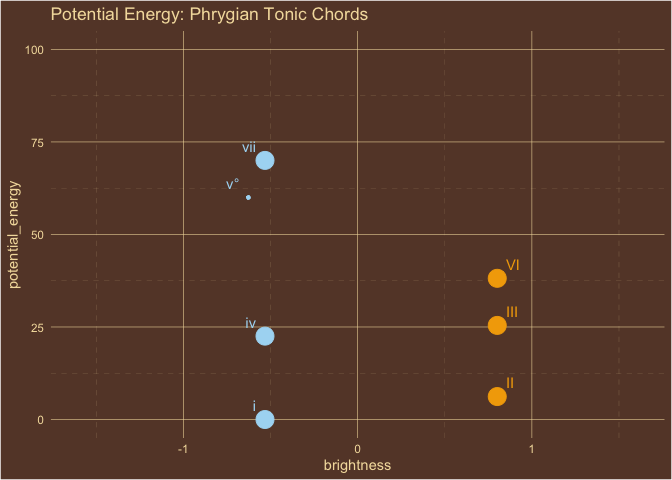 Potential Energy: Phrygian Tonic Chords
100
75
50
25
0
potential_energy
vii
v°
iv
i
VI
III
II
-1
0
1
brightness